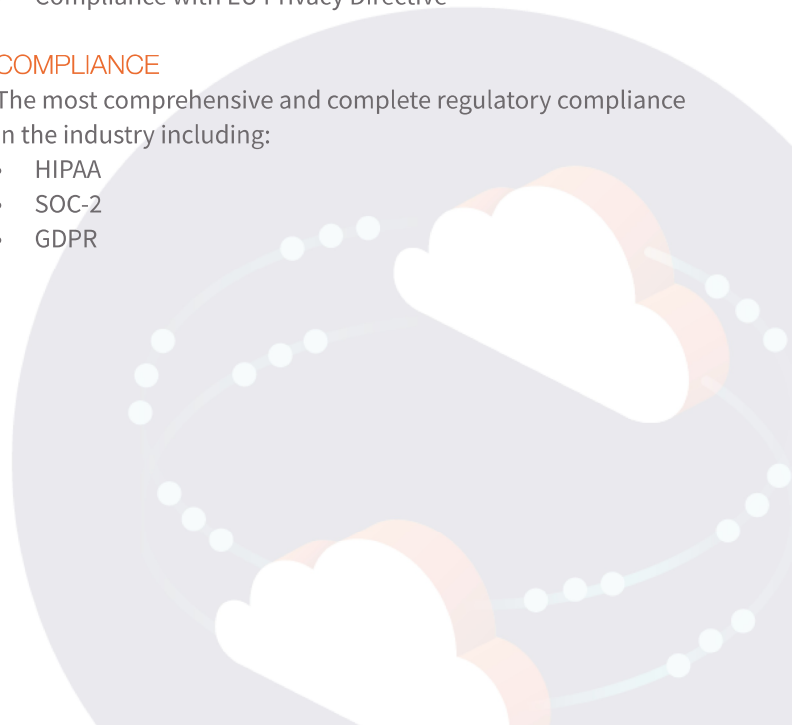 Compliance with EU Privacy Directive
COMPLIANCE
The most comprehensive and complete regulatory compliance
in the industry including:
• HIPAA
• SOC-2
• GDPR